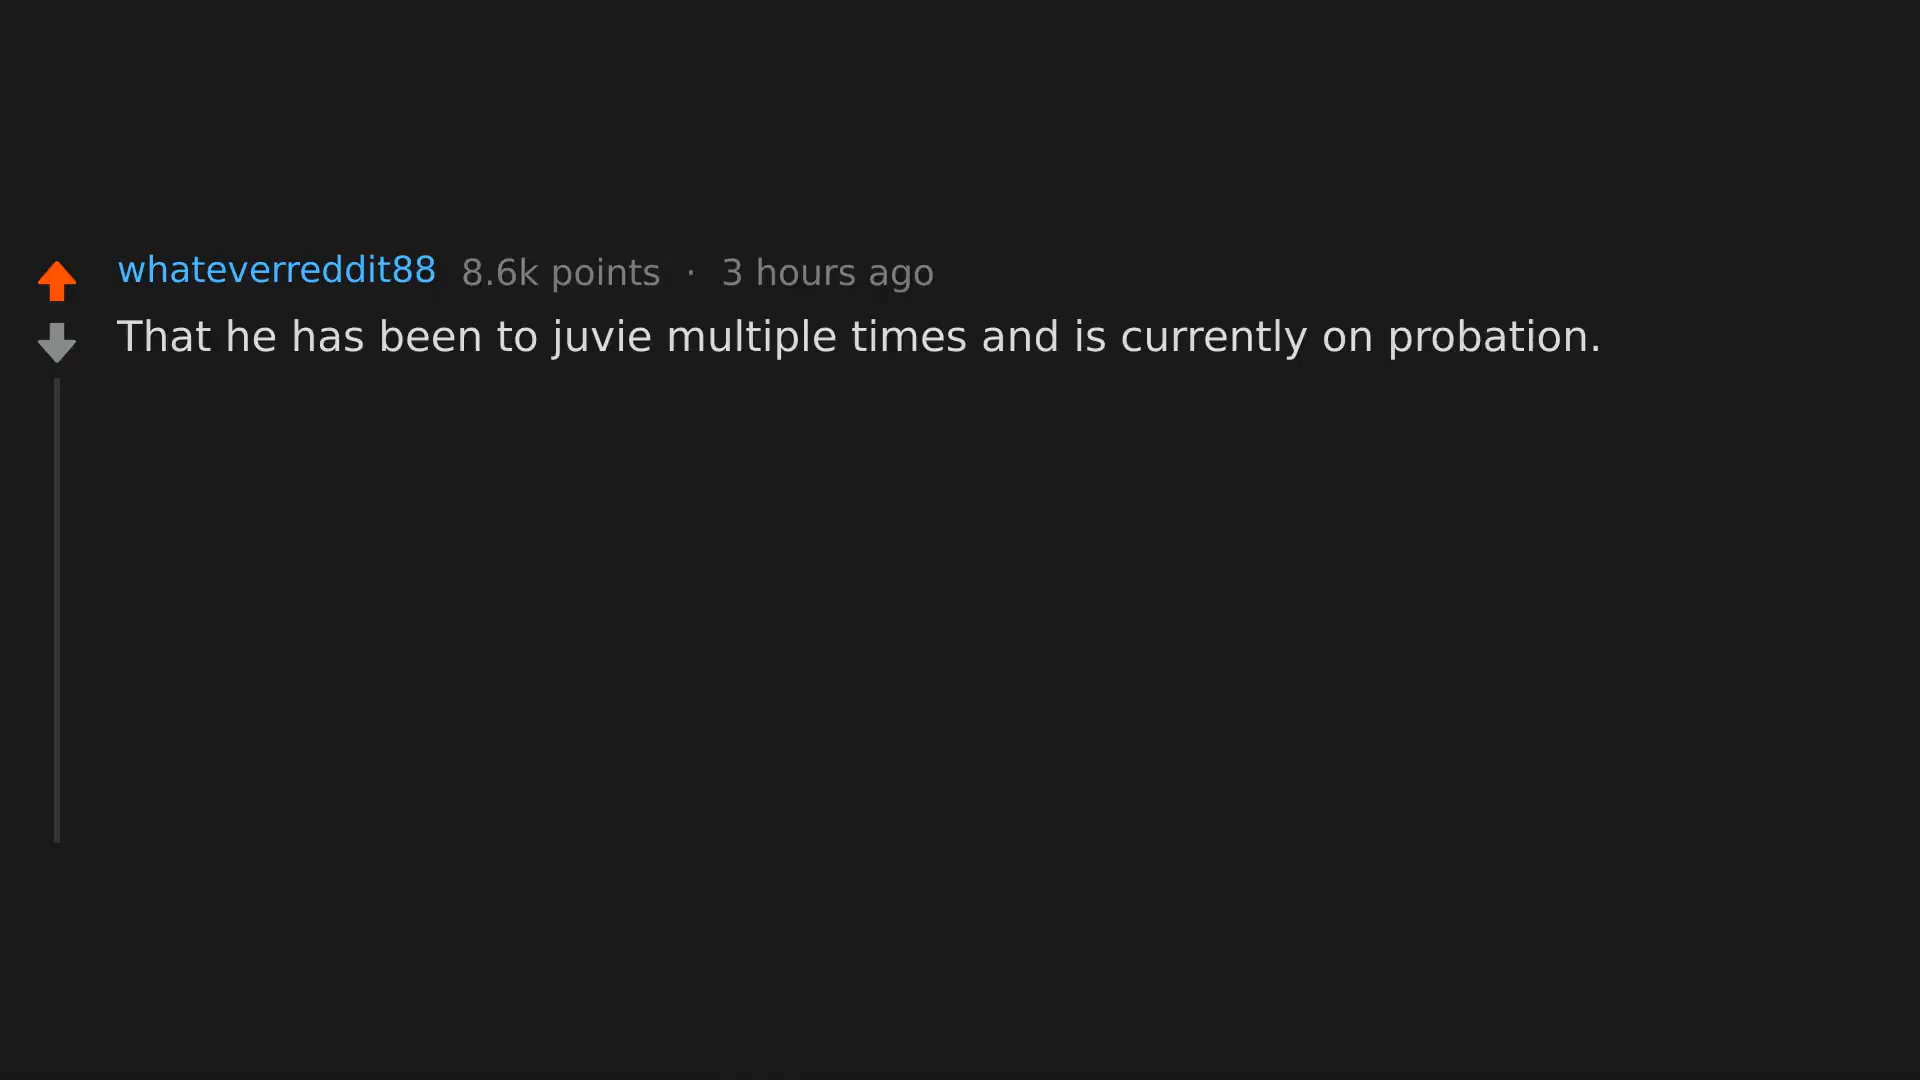 whateverreddit88 8.6k points · 3 hours ago
That he has been to juvie multiple times and is currently on probation.